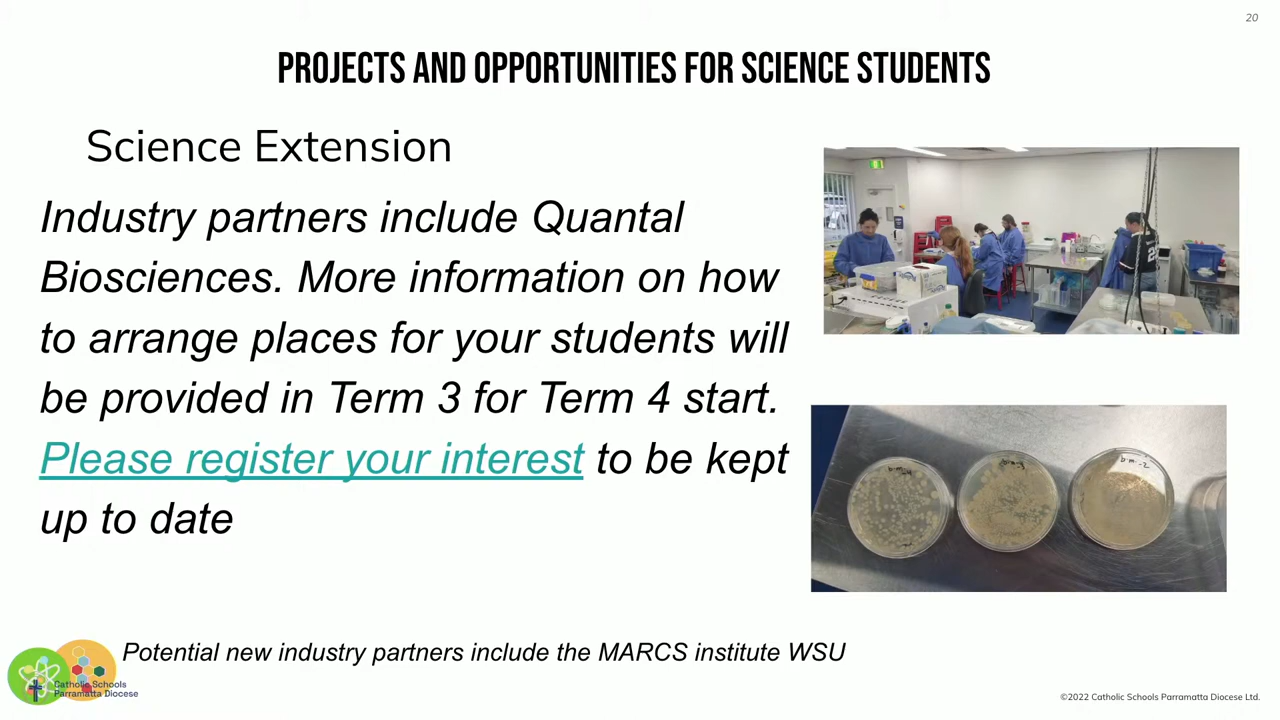 20
PROJECTS AND OPPORTUNITIES FOR SCIENCE STUDENTS
Science Extension
Industry partners include Quantal
Biosciences. More information on how
to arrange places for your students will
be provided in Term 3 for Term 4 start.
Please register your interest to be kept
up to date
Potential new industry partners include the MARCS institute WSU
Catholic Schools
Parramatta Diocese
©2022 Catholic Schools Parramatta Diocese Ltd.